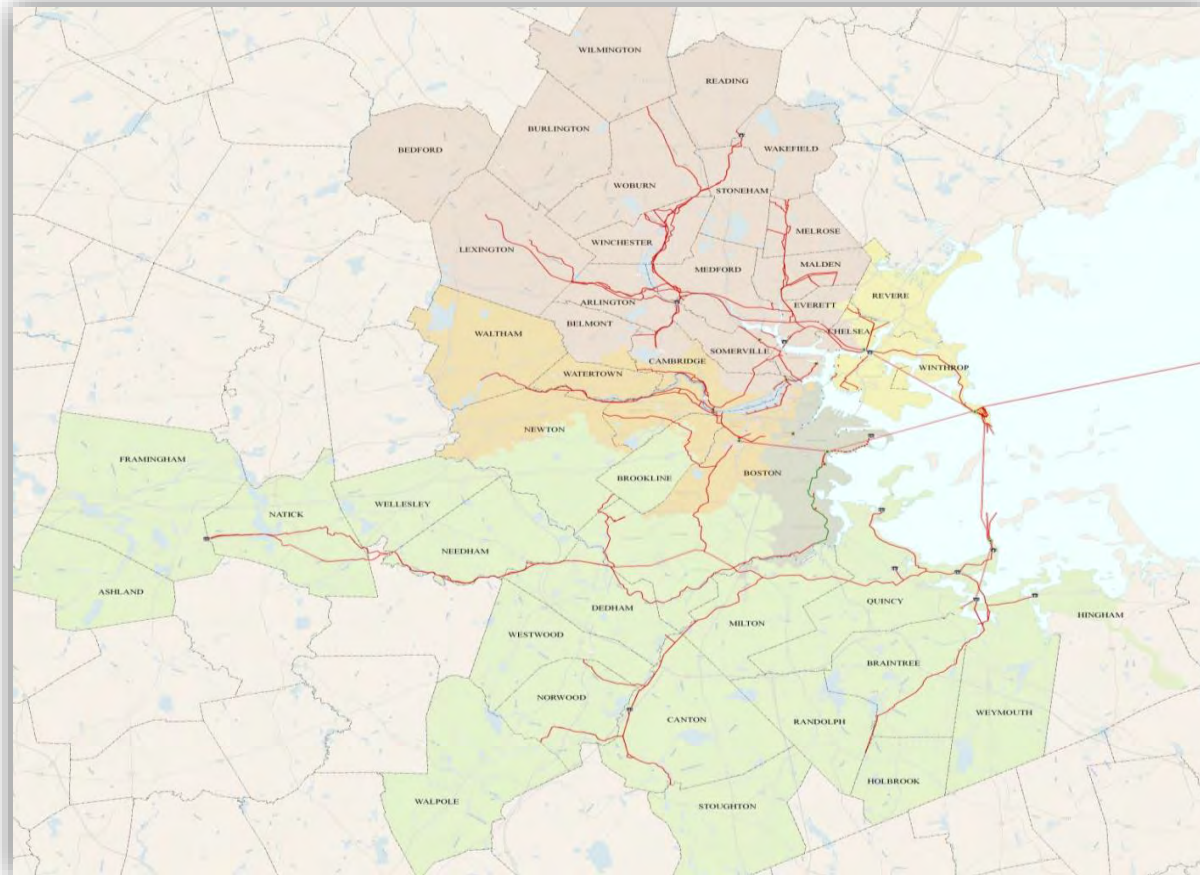 WILMINGTON
READING
BURLINGTON
BEDFORD
WAKEFIELD
WOBURN
STONEHAM
MELROSE
WINCHESTER
LEXINGTON
MALDEN
MEDFORD
REVERE
ARLINGTON
EVERETT
BELMONT
CHELSEA
WALTHAM
SOMERVILLE
CAMBRIDGE
WINTHROP
WATERTOWN
NEWTON
FRAMINGHAM
BOSTON
BROOKLINE
WELLESLEY
NATICK
NEEDHAM
ASHLAND
QUINCY
DEDHAM
HINGHAM
MILTON
WESTWOOD
BRAINTREE
NORWOOD
WEYMOUTH
CANTON
RANDOLPH
HOLBROOK
WALPOLE
STOUGHTON